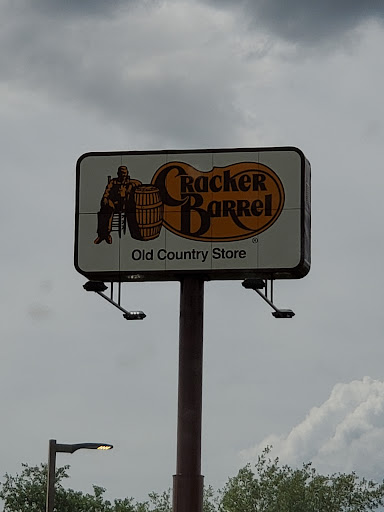 Cracker
Barrel
®
Old Country Store